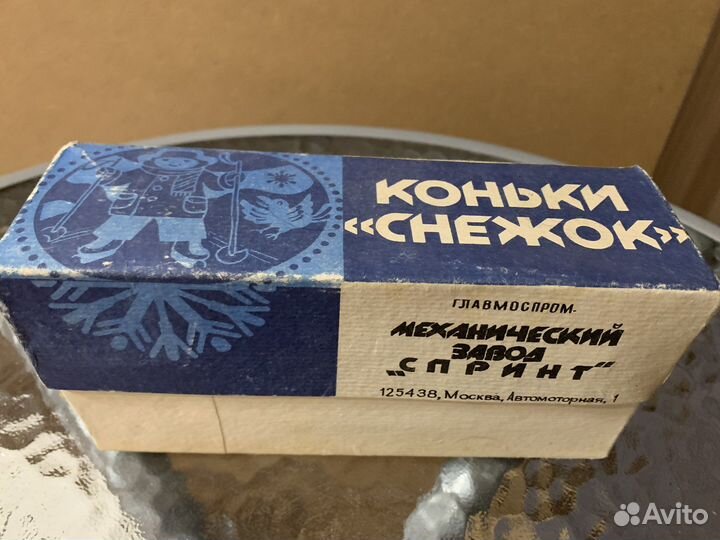 КОНЬКИ
«СНЕЖОК»
ГЛАВМОСПРОМ-
МЕХАНИЧЕСКИЙ
ЗАВОД
„СПРИНТ"
125438, Москва, Автомоторная, 1
Avito